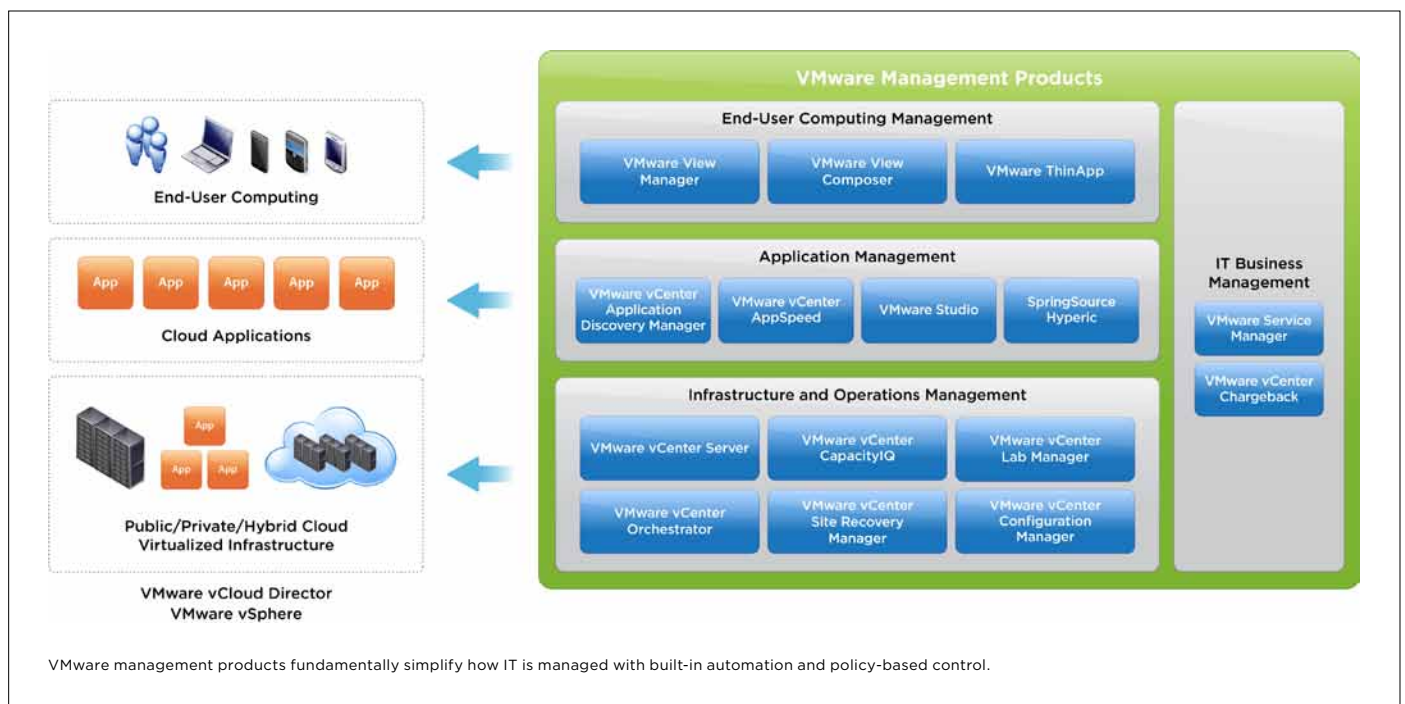 VMware Management Products
End-User Computing
End-User Computing Management
VMware View
Manager
VMware View
Composer
VMware ThinApp
App
App
App
App
App
Cloud Applications
Application Management
VMware vCenter
Application
Discovery Manager
VMware vCenter
AppSpeed
VMware Studio
SpringSource
Hyperic
App
App
App
Public/Private/Hybrid Cloud
Virtualized Infrastructure
Infrastructure and Operations Management
VMware vCenter Server
VMware vCenter
CapacityIQ
VMware vCenter
Lab Manager
VMware vCenter
Orchestrator
VMware vCenter
Site Recovery
Manager
VMware vCenter
Configuration
Manager
IT Business
Management
VMware Service
Manager
VMware vCenter
Chargeback
VMware vCloud Director
VMware vSphere
VMware management products fundamentally simplify how IT is managed with built-in automation and policy-based control.